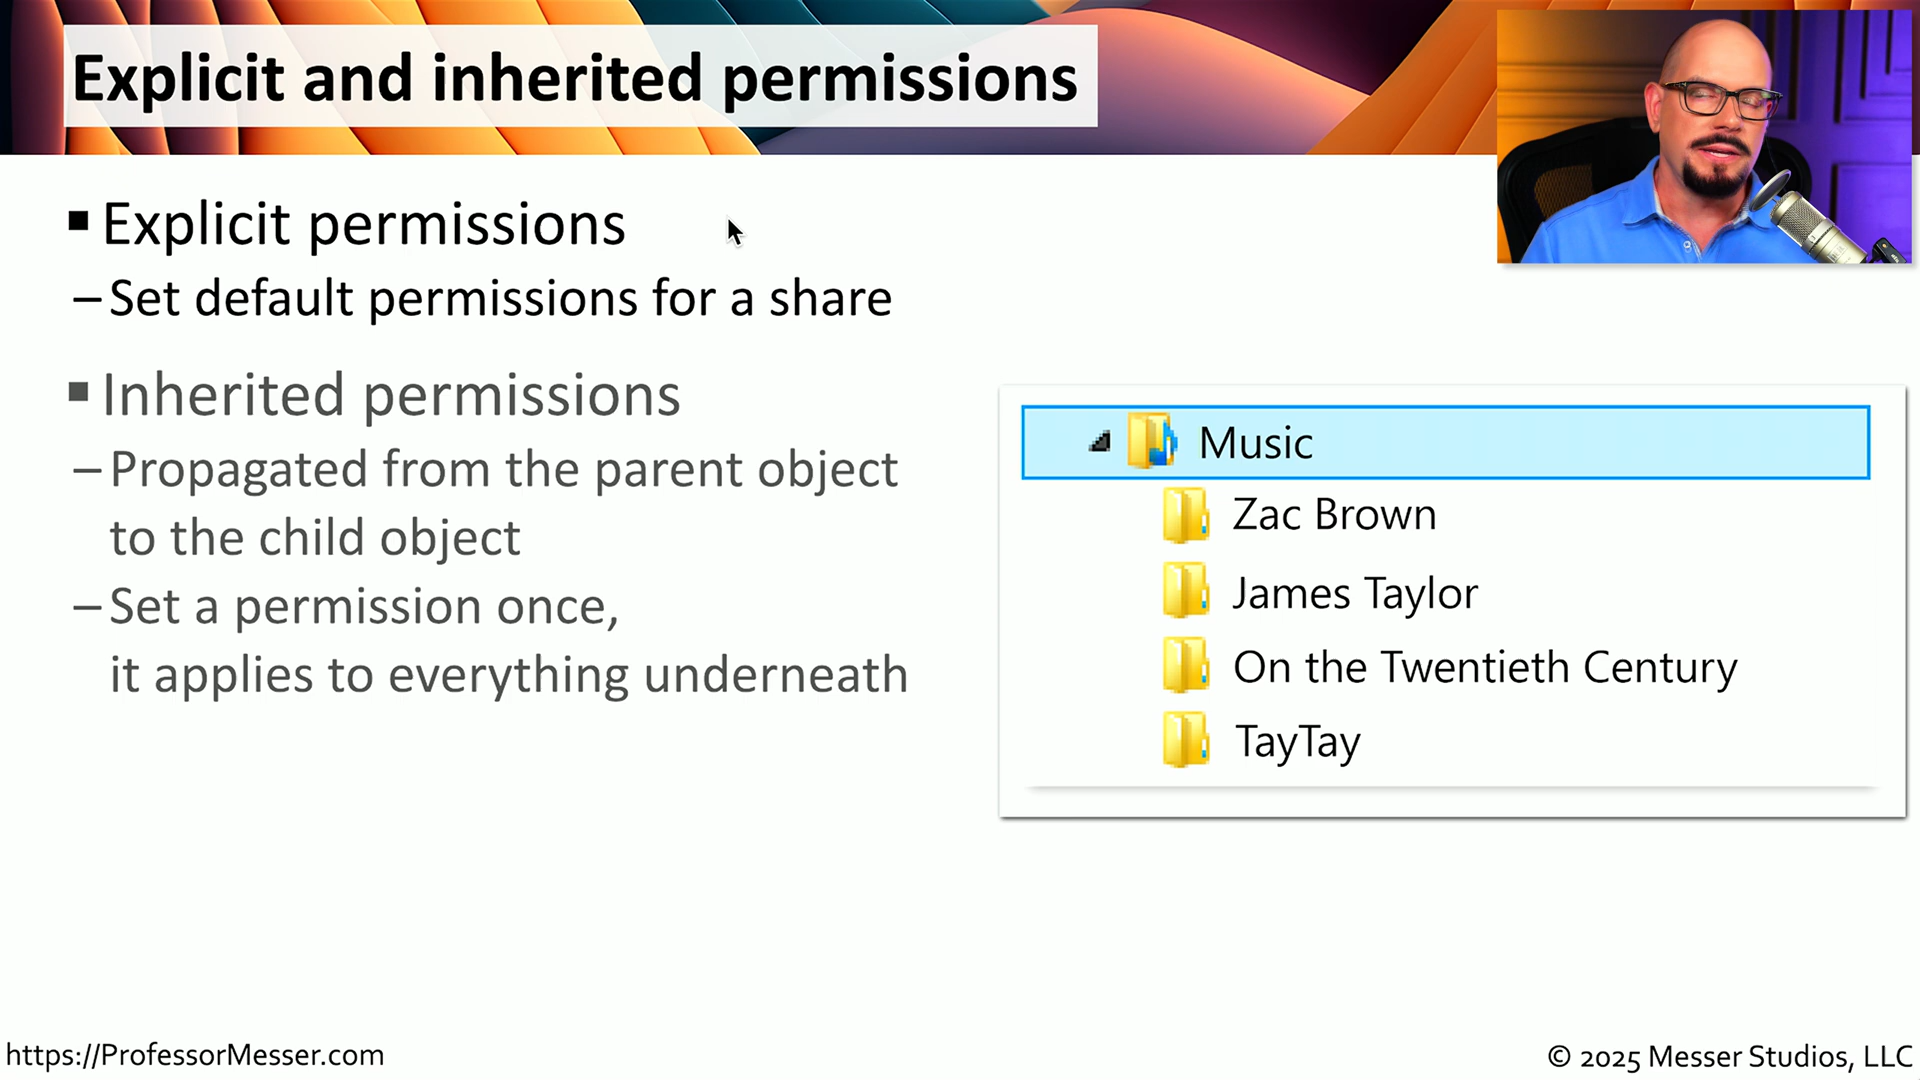 Explicit and inherited permissions
▪ Explicit permissions
– Set default permissions for a share
▪ Inherited permissions
– Propagated from the parent object
to the child object
– Set a permission once,
it applies to everything underneath
Music
Zac Brown
James Taylor
On the Twentieth Century
TayTay
https://ProfessorMesser.com
© 2025 Messer Studios, LLC